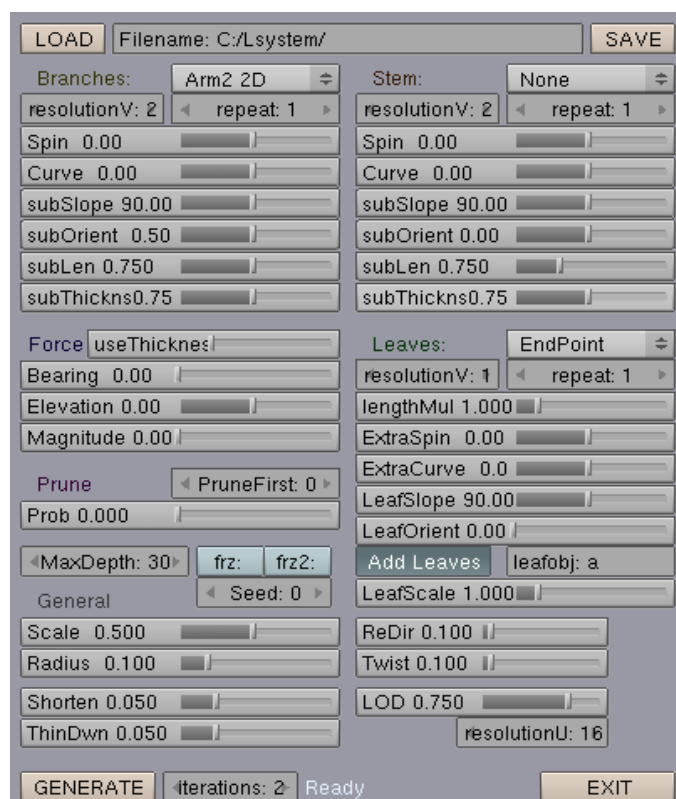 LOAD Filename: C:/Lsystem/ SAVE
Branches: Arm2 2D Stem: None
resolutionV: 2 repeat: 1 resolutionV: 2 repeat: 1
Spin 0.00 Spin 0.00
Curve 0.00 Curve 0.00
subSlope 90.00 subSlope 90.00
subOrient 0.50 subOrient 0.00
subLen 0.750 subLen 0.750
subThickns0.75 subThickns0.75
Force useThicknes Leaves: EndPoint
Bearing 0.00 resolutionV: 1 repeat: 1
Elevation 0.00 lengthMul 1.000
Magnitude 0.00 ExtraSpin 0.00
ExtraCurve 0.0
Prune PruneFirst: 0 LeafSlope 90.00
Prob 0.000 LeafOrient 0.00
MaxDepth: 30 frz: frz2: Add Leaves leafobj: a
General Seed: 0 LeafScale 1.000
Scale 0.500 ReDir 0.100
Radius 0.100 Twist 0.100
Shorten 0.050 LOD 0.750
ThinDwn 0.050 resolutionU: 16
GENERATE iterations: 2 Ready EXIT